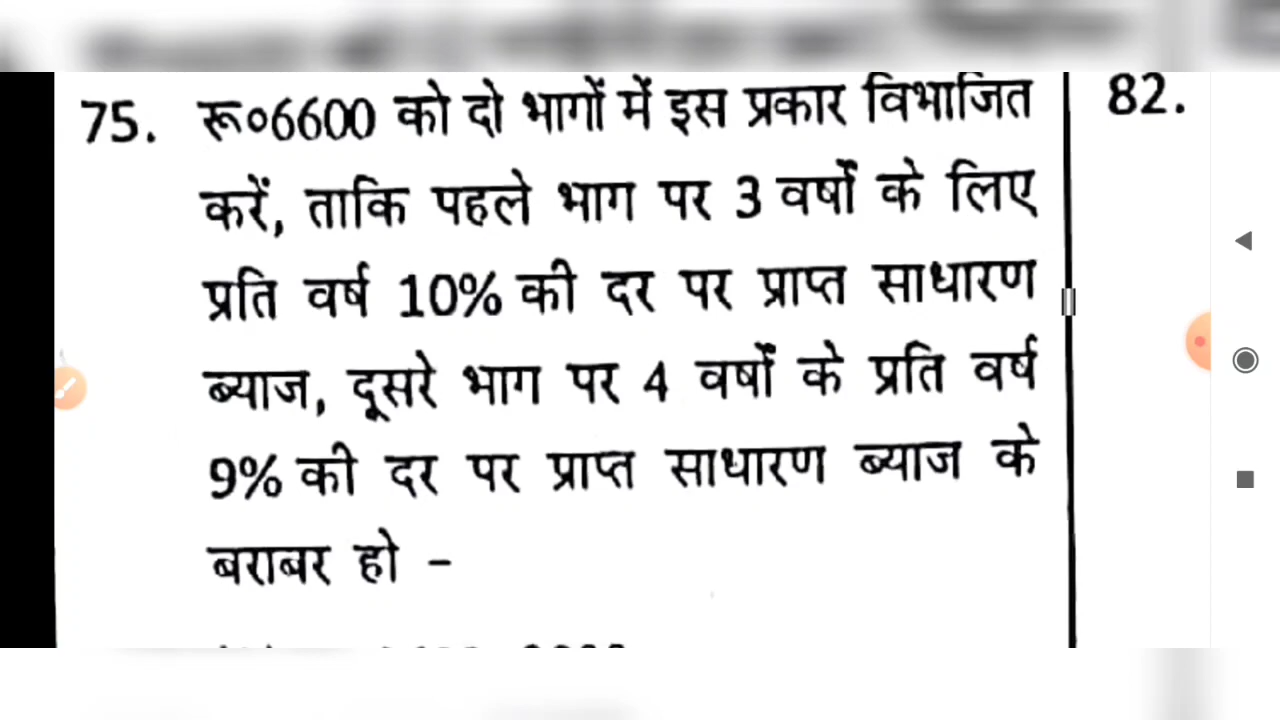 75. रू०6600 को दो भागों में इस प्रकार विभाजित
करें, ताकि पहले भाग पर 3 वर्षों के लिए
प्रति वर्ष 10% की दर पर प्राप्त साधारण
ब्याज, दूसरे भाग पर 4 वर्षों के प्रति वर्ष
9% की दर पर प्राप्त साधारण ब्याज के
बराबर हो -
82.